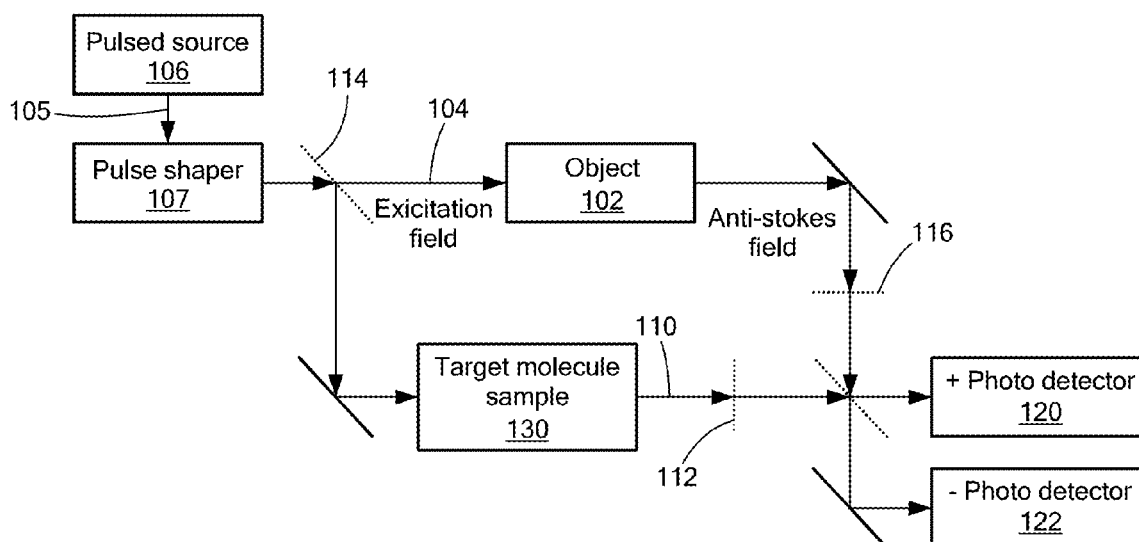 Pulsed source
106
114
105
104
Pulse shaper
107
Object
102
Exicitation
field
Anti-stokes
field
116
110
Target molecule
sample
130
+ Photo detector
120
112
- Photo detector
122